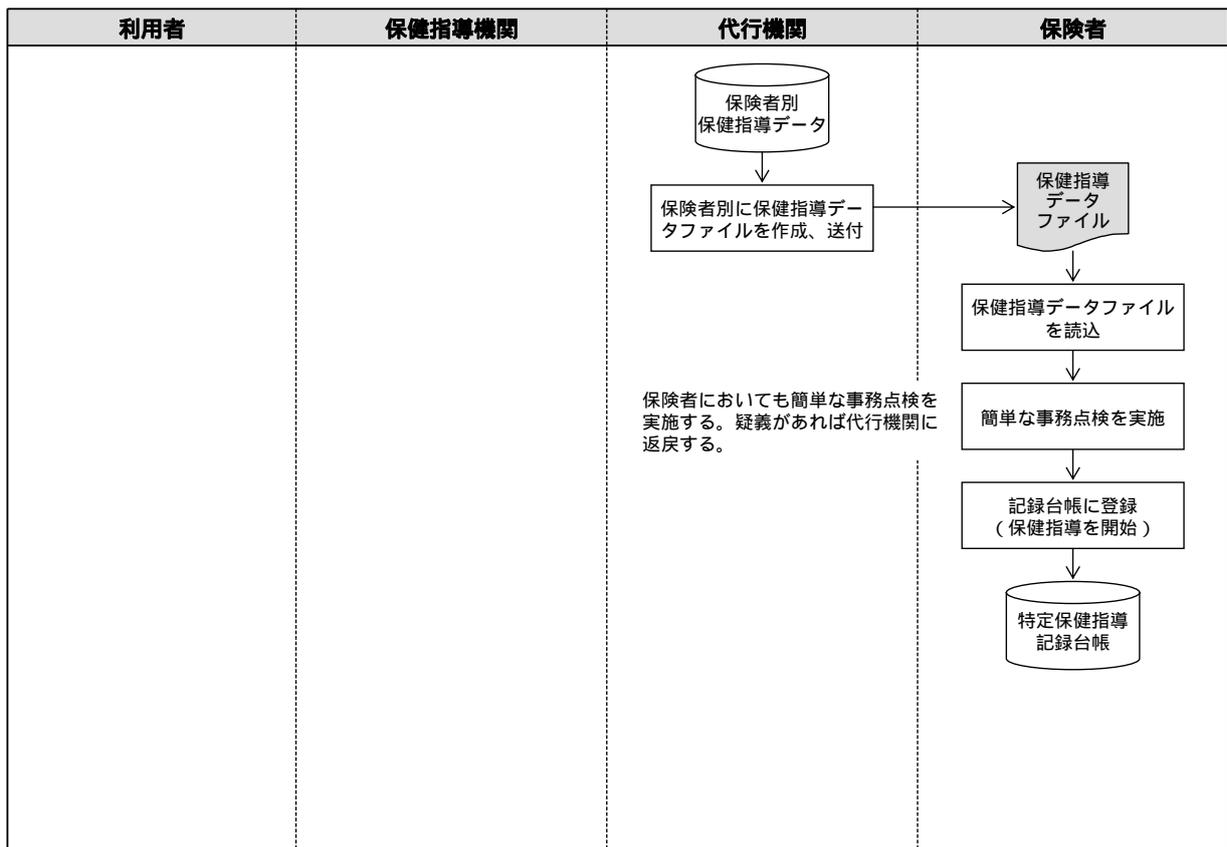 利用者
保健指導機関
代行機関
保険者
保険者別
保健指導データ
保険者別に保健指導デー
タファイルを作成、送付
保健指導
データ
ファイル
保健指導データファイル
を読込
保険者においても簡単な事務点検を
実施する。疑義があれば代行機関に
返戻する。
簡単な事務点検を実施
記録台帳に登録
（保健指導を開始）
特定保健指導
記録台帳